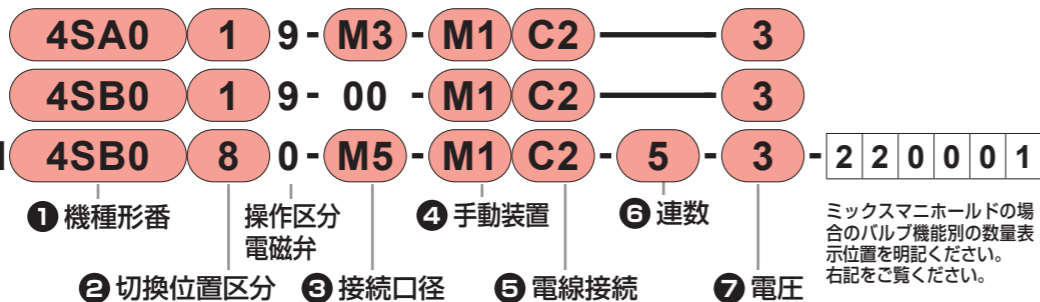 4SA0 1 9 - M3 - M1 C2 3
4SB0 1 9 - 00 - M1 C2 3
4SB0 8 0 - M5 - M1 C2 - 5 - 3 - 2 2 0 0 0 1
❶ 機種形番
操作区分
電磁弁
❹ 手動装置
❻ 連数
❷ 切換位置区分
❸ 接続口径
❺ 電線接続
❼ 電圧
ミックスマニホールドの場
合のバルブ機能別の数量表
示位置を明記ください。
右記をご覧ください。